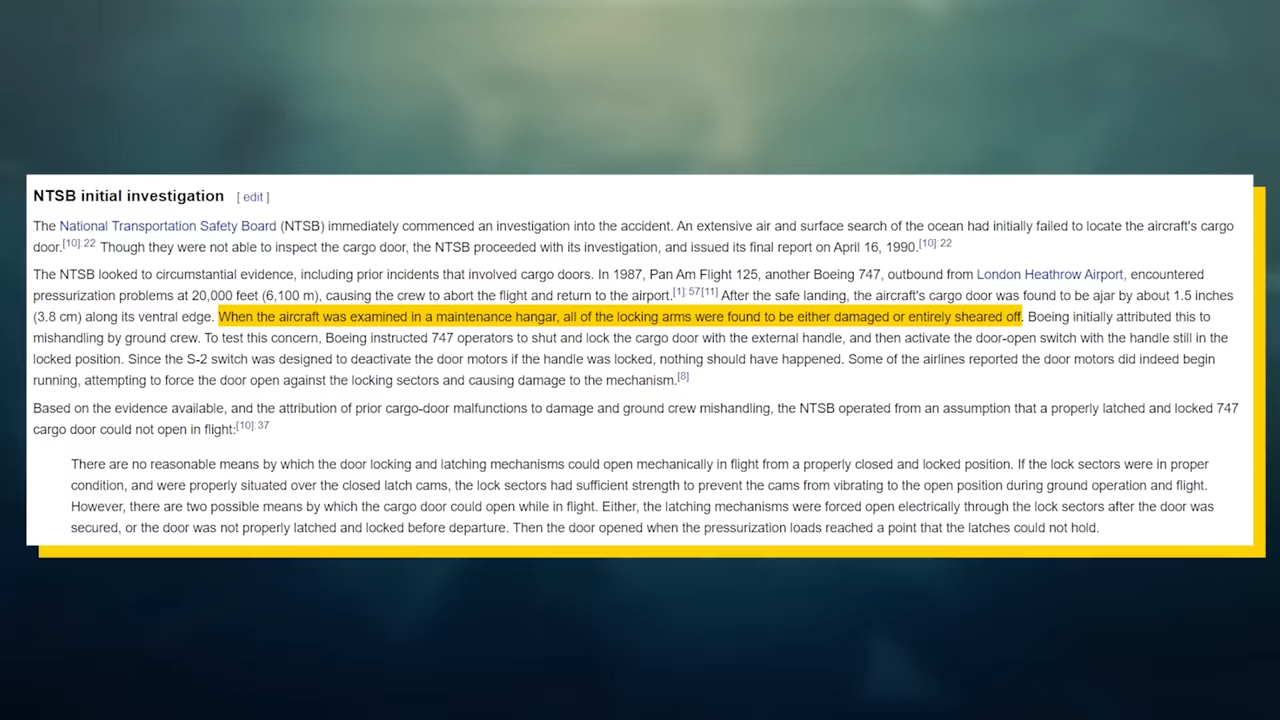 NTSB initial investigation [ edit ]
The National Transportation Safety Board (NTSB) immediately commenced an investigation into the accident. An extensive air and surface search of the ocean had initially failed to locate the aircraft's cargo
door.[10]:22 Though they were not able to inspect the cargo door, the NTSB proceeded with its investigation, and issued its final report on April 16, 1990.[10]:22
The NTSB looked to circumstantial evidence, including prior incidents that involved cargo doors. In 1987, Pan Am Flight 125, another Boeing 747, outbound from London Heathrow Airport, encountered
pressurization problems at 20,000 feet (6,100 m), causing the crew to abort the flight and return to the airport.[1]:57[11] After the safe landing, the aircraft's cargo door was found to be ajar by about 1.5 inches
(3.8 cm) along its ventral edge. When the aircraft was examined in a maintenance hangar, all of the locking arms were found to be either damaged or entirely sheared off. Boeing initially attributed this to
mishandling by ground crew. To test this concern, Boeing instructed 747 operators to shut and lock the cargo door with the external handle, and then activate the door-open switch with the handle still in the
locked position. Since the S-2 switch was designed to deactivate the door motors if the handle was locked, nothing should have happened. Some of the airlines reported the door motors did indeed begin
running, attempting to force the door open against the locking sectors and causing damage to the mechanism.[8]
Based on the evidence available, and the attribution of prior cargo-door malfunctions to damage and ground crew mishandling, the NTSB operated from an assumption that a properly latched and locked 747
cargo door could not open in flight:[10]:37
There are no reasonable means by which the door locking and latching mechanisms could open mechanically in flight from a properly closed and locked position. If the lock sectors were in proper
condition, and were properly situated over the closed latch cams, the lock sectors had sufficient strength to prevent the cams from vibrating to the open position during ground operation and flight.
However, there are two possible means by which the cargo door could open while in flight. Either, the latching mechanisms were forced open electrically through the lock sectors after the door was
secured, or the door was not properly latched and locked before departure. Then the door opened when the pressurization loads reached a point that the latches could not hold.